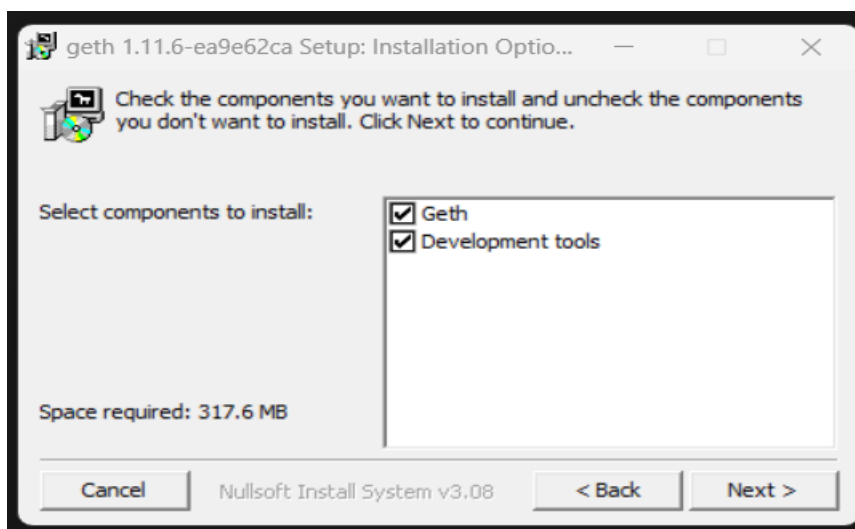 geth 1.11.6-ea9e62ca Setup: Installation Optio...
Check the components you want to install and uncheck the components
you don't want to install. Click Next to continue.
Select components to install:
Geth
Development tools
Space required: 317.6 MB
Cancel
Nullsoft Install System v3.08
< Back
Next >